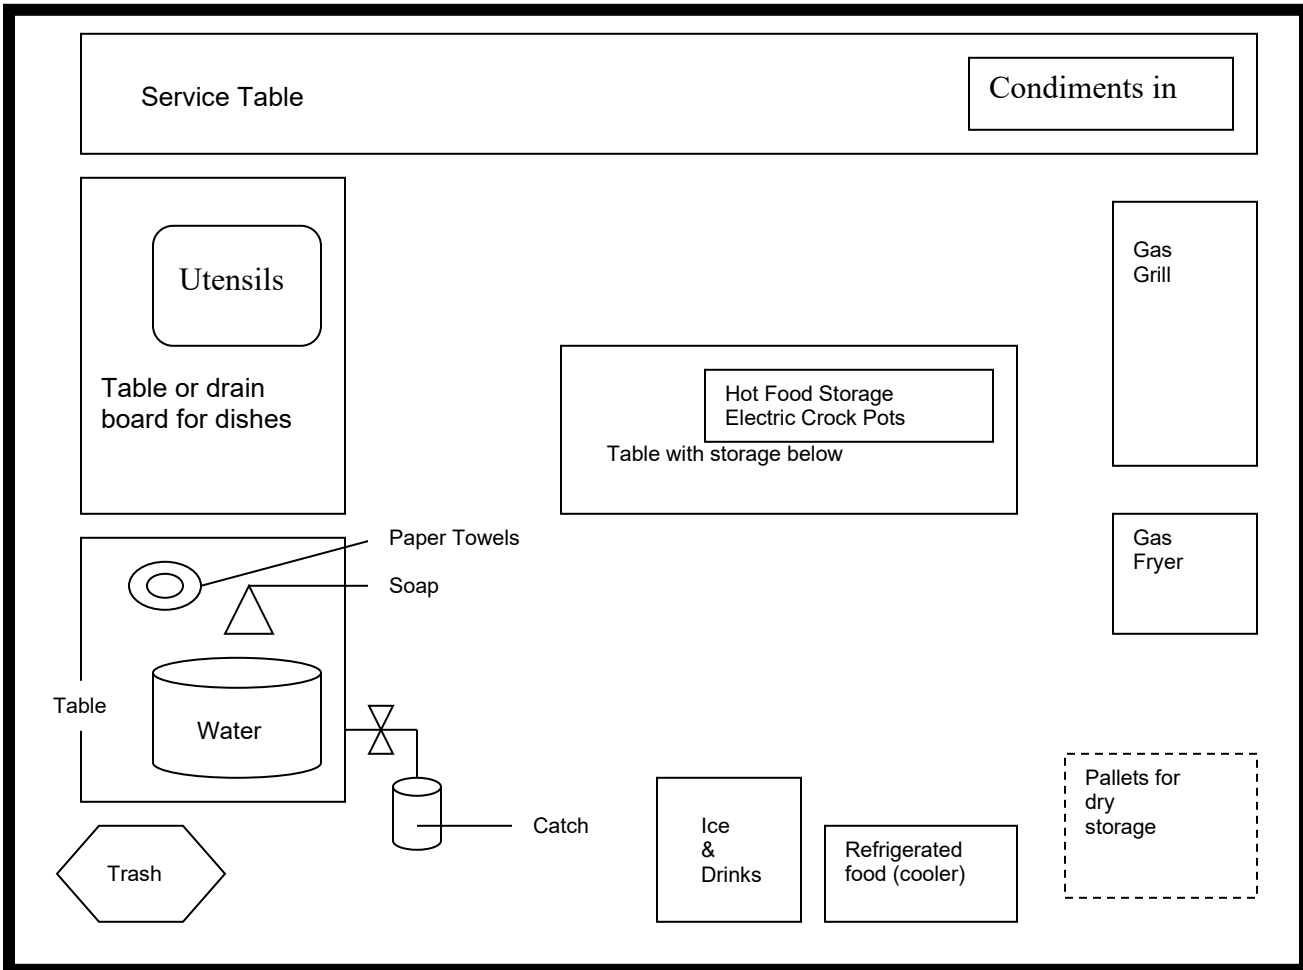 Service Table
Condiments in
Utensils
Table or drain
board for dishes
Gas
Grill
Hot Food Storage
Electric Crock Pots
Table with storage below
Paper Towels
Soap
Gas
Fryer
Table
Water
Catch
Trash
Ice
&
Drinks
Refrigerated
food (cooler)
Pallets for
dry
storage